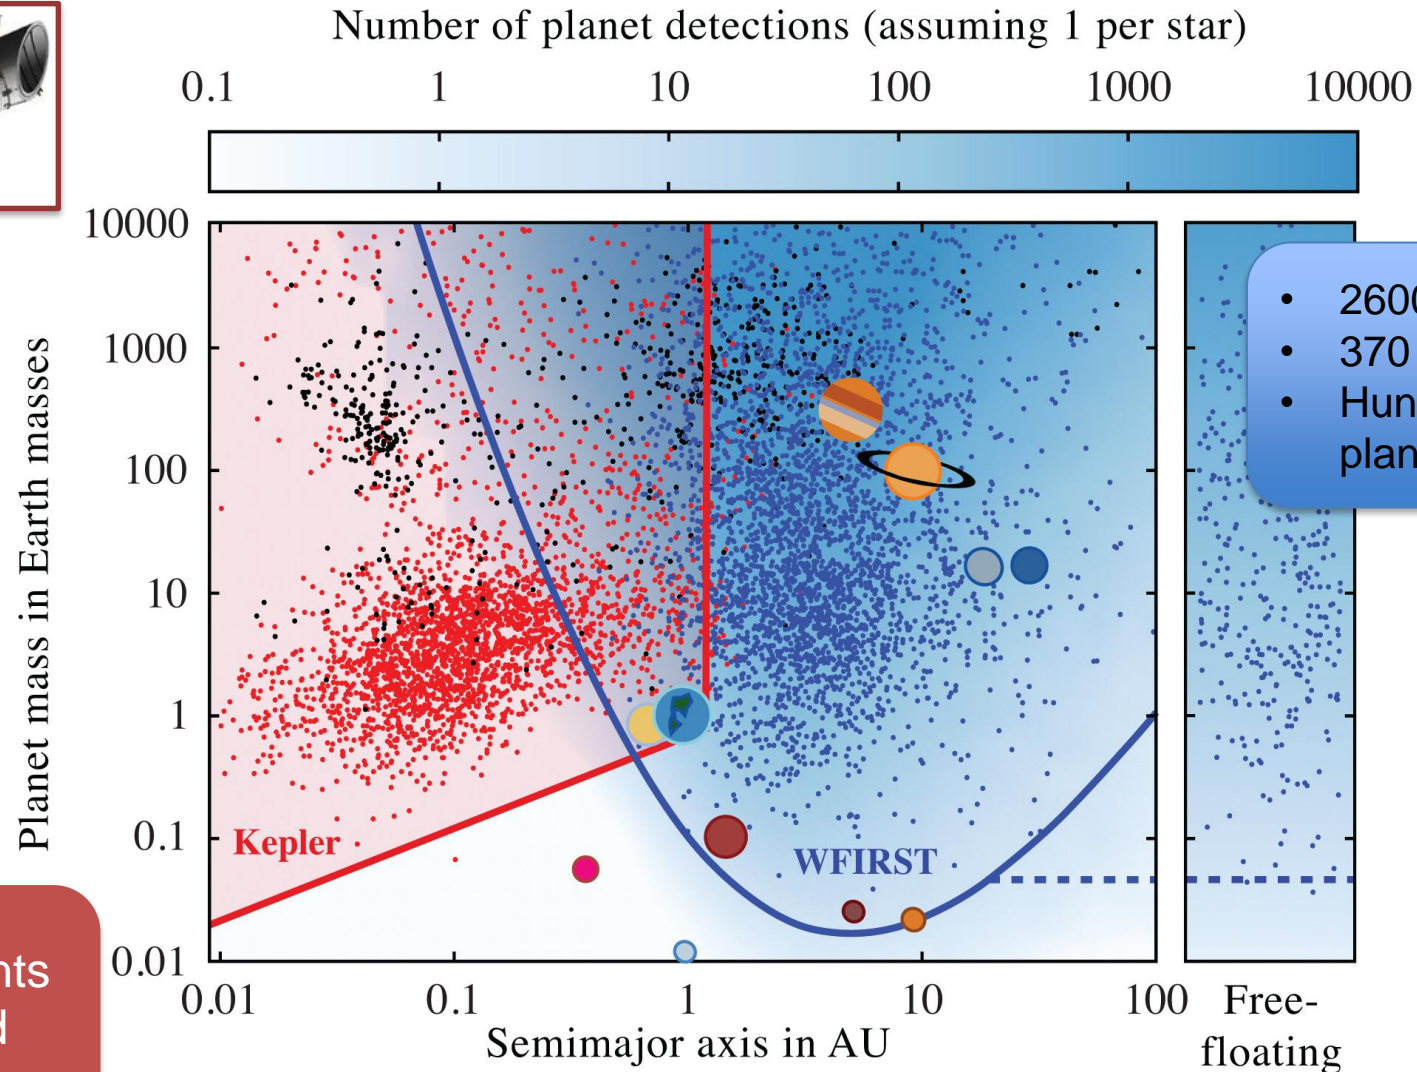 Number of planet detections (assuming 1 per star)
0.1 1 10 100 1000 10000
10000
1000
100
10
1
0.1
0.01
Planet mass in Earth masses
Kepler
WFIRST
0.01 0.1 1 10 100
Semimajor axis in AU
Free-
floating
• 2600
• 370
• Hun
plan
nts
d